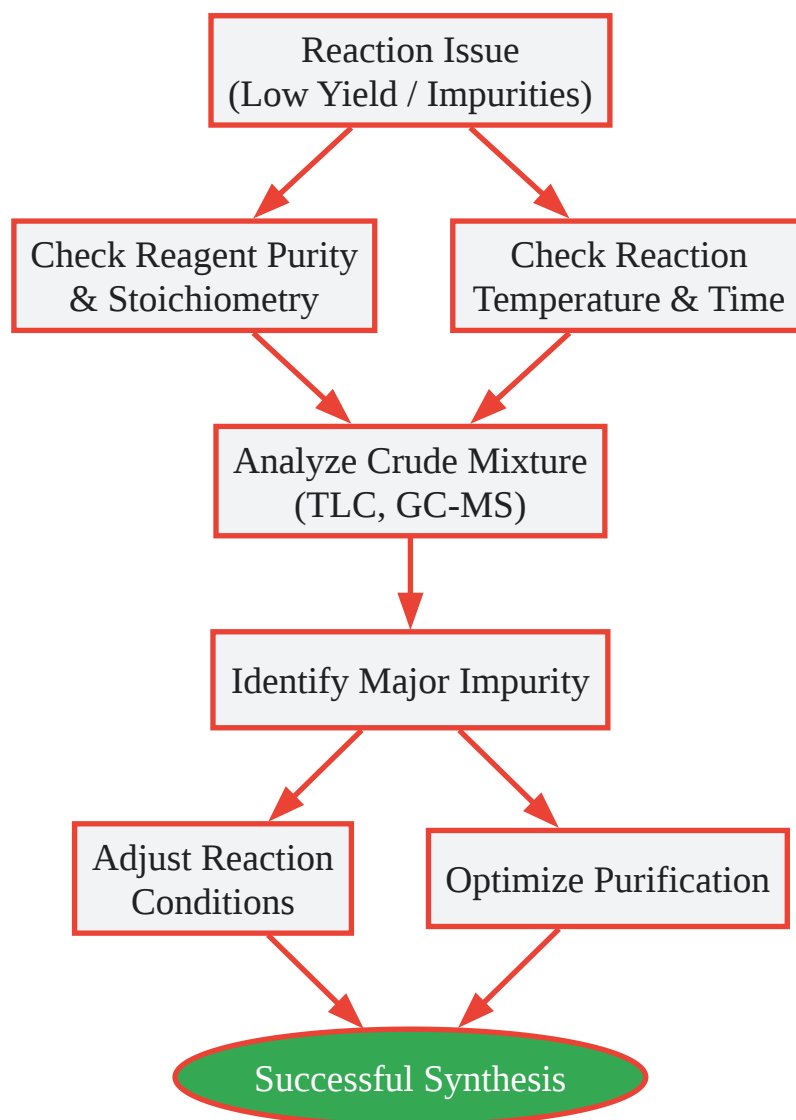 Reaction Issue
(Low Yield / Impurities)
Check Reagent Purity
& Stoichiometry
Check Reaction
Temperature & Time
Analyze Crude Mixture
(TLC, GC-MS)
Identify Major Impurity
Adjust Reaction
Conditions
Optimize Purification
Successful Synthesis